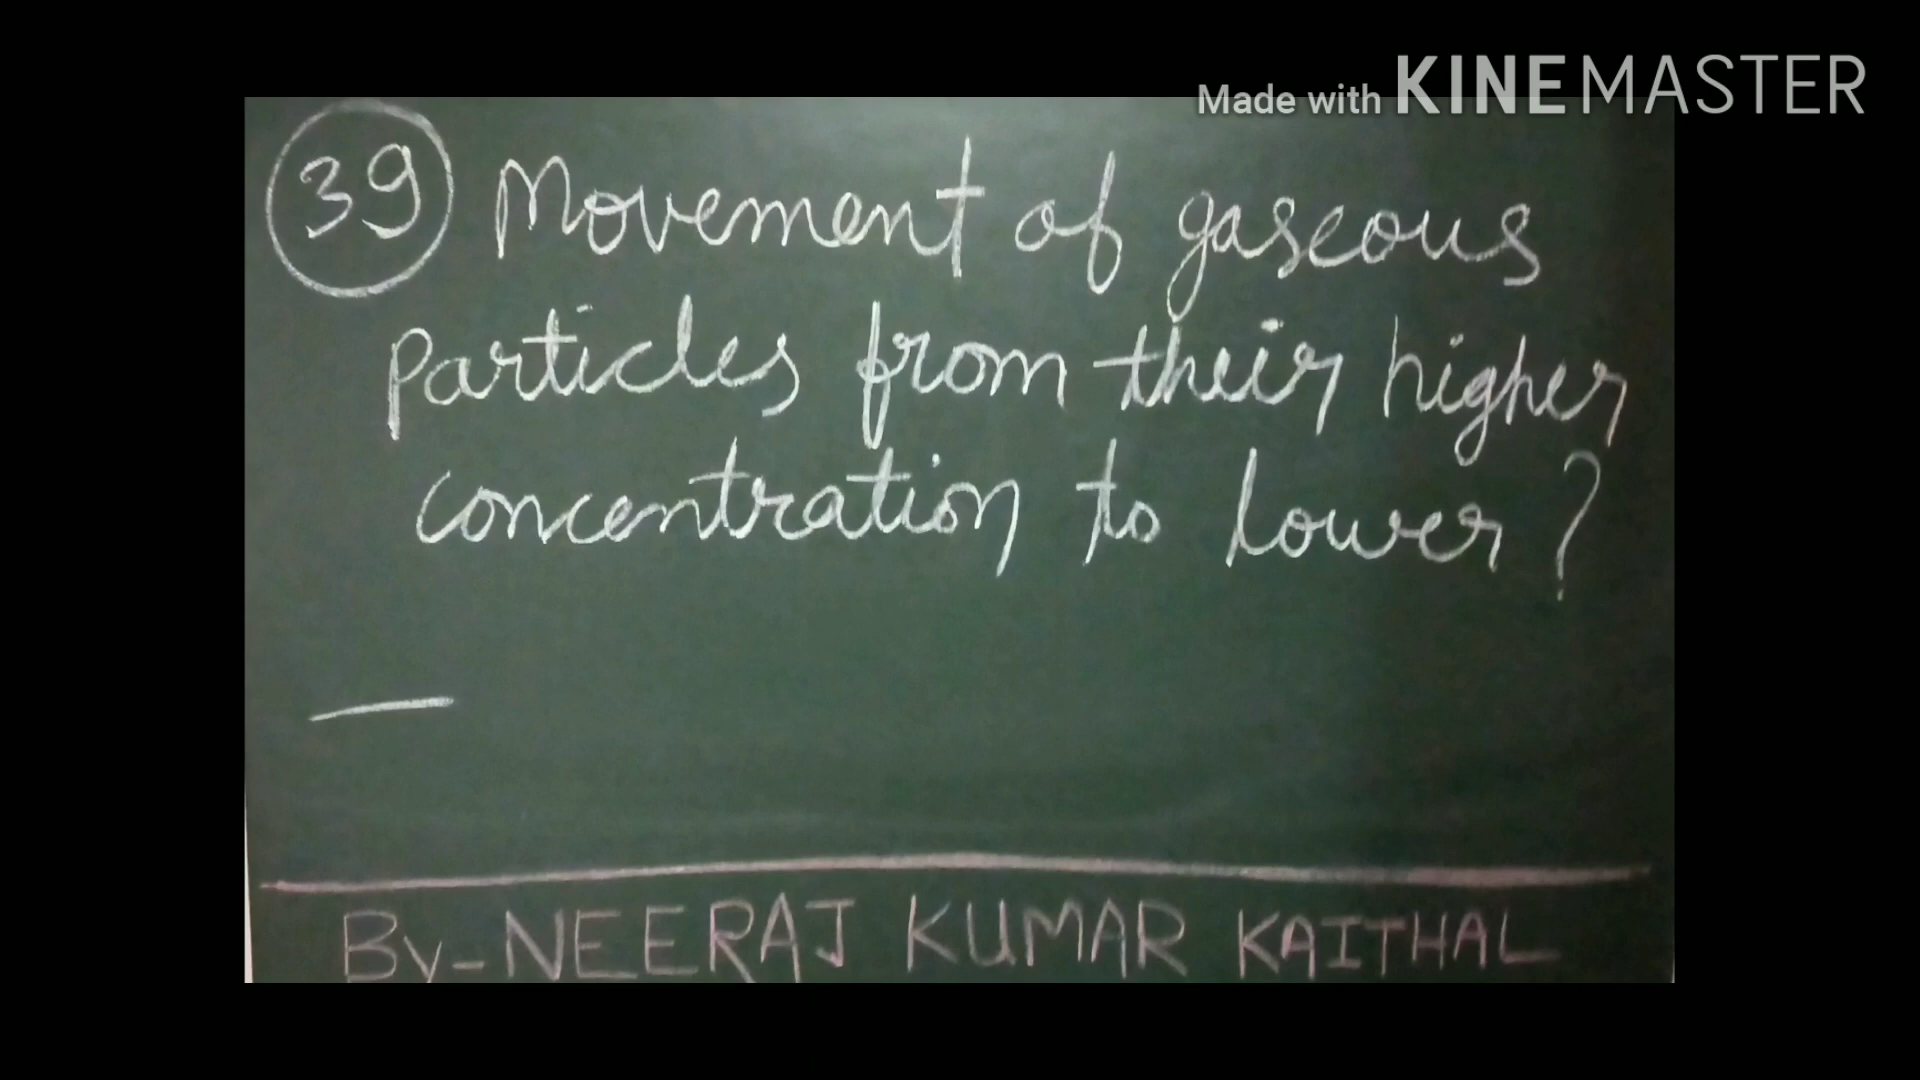 Made with KINEMASTER
39 Movement of gaseous
Particles from their higher
concentration to lower?
By-NEERAJ KUMAR KAITHAL